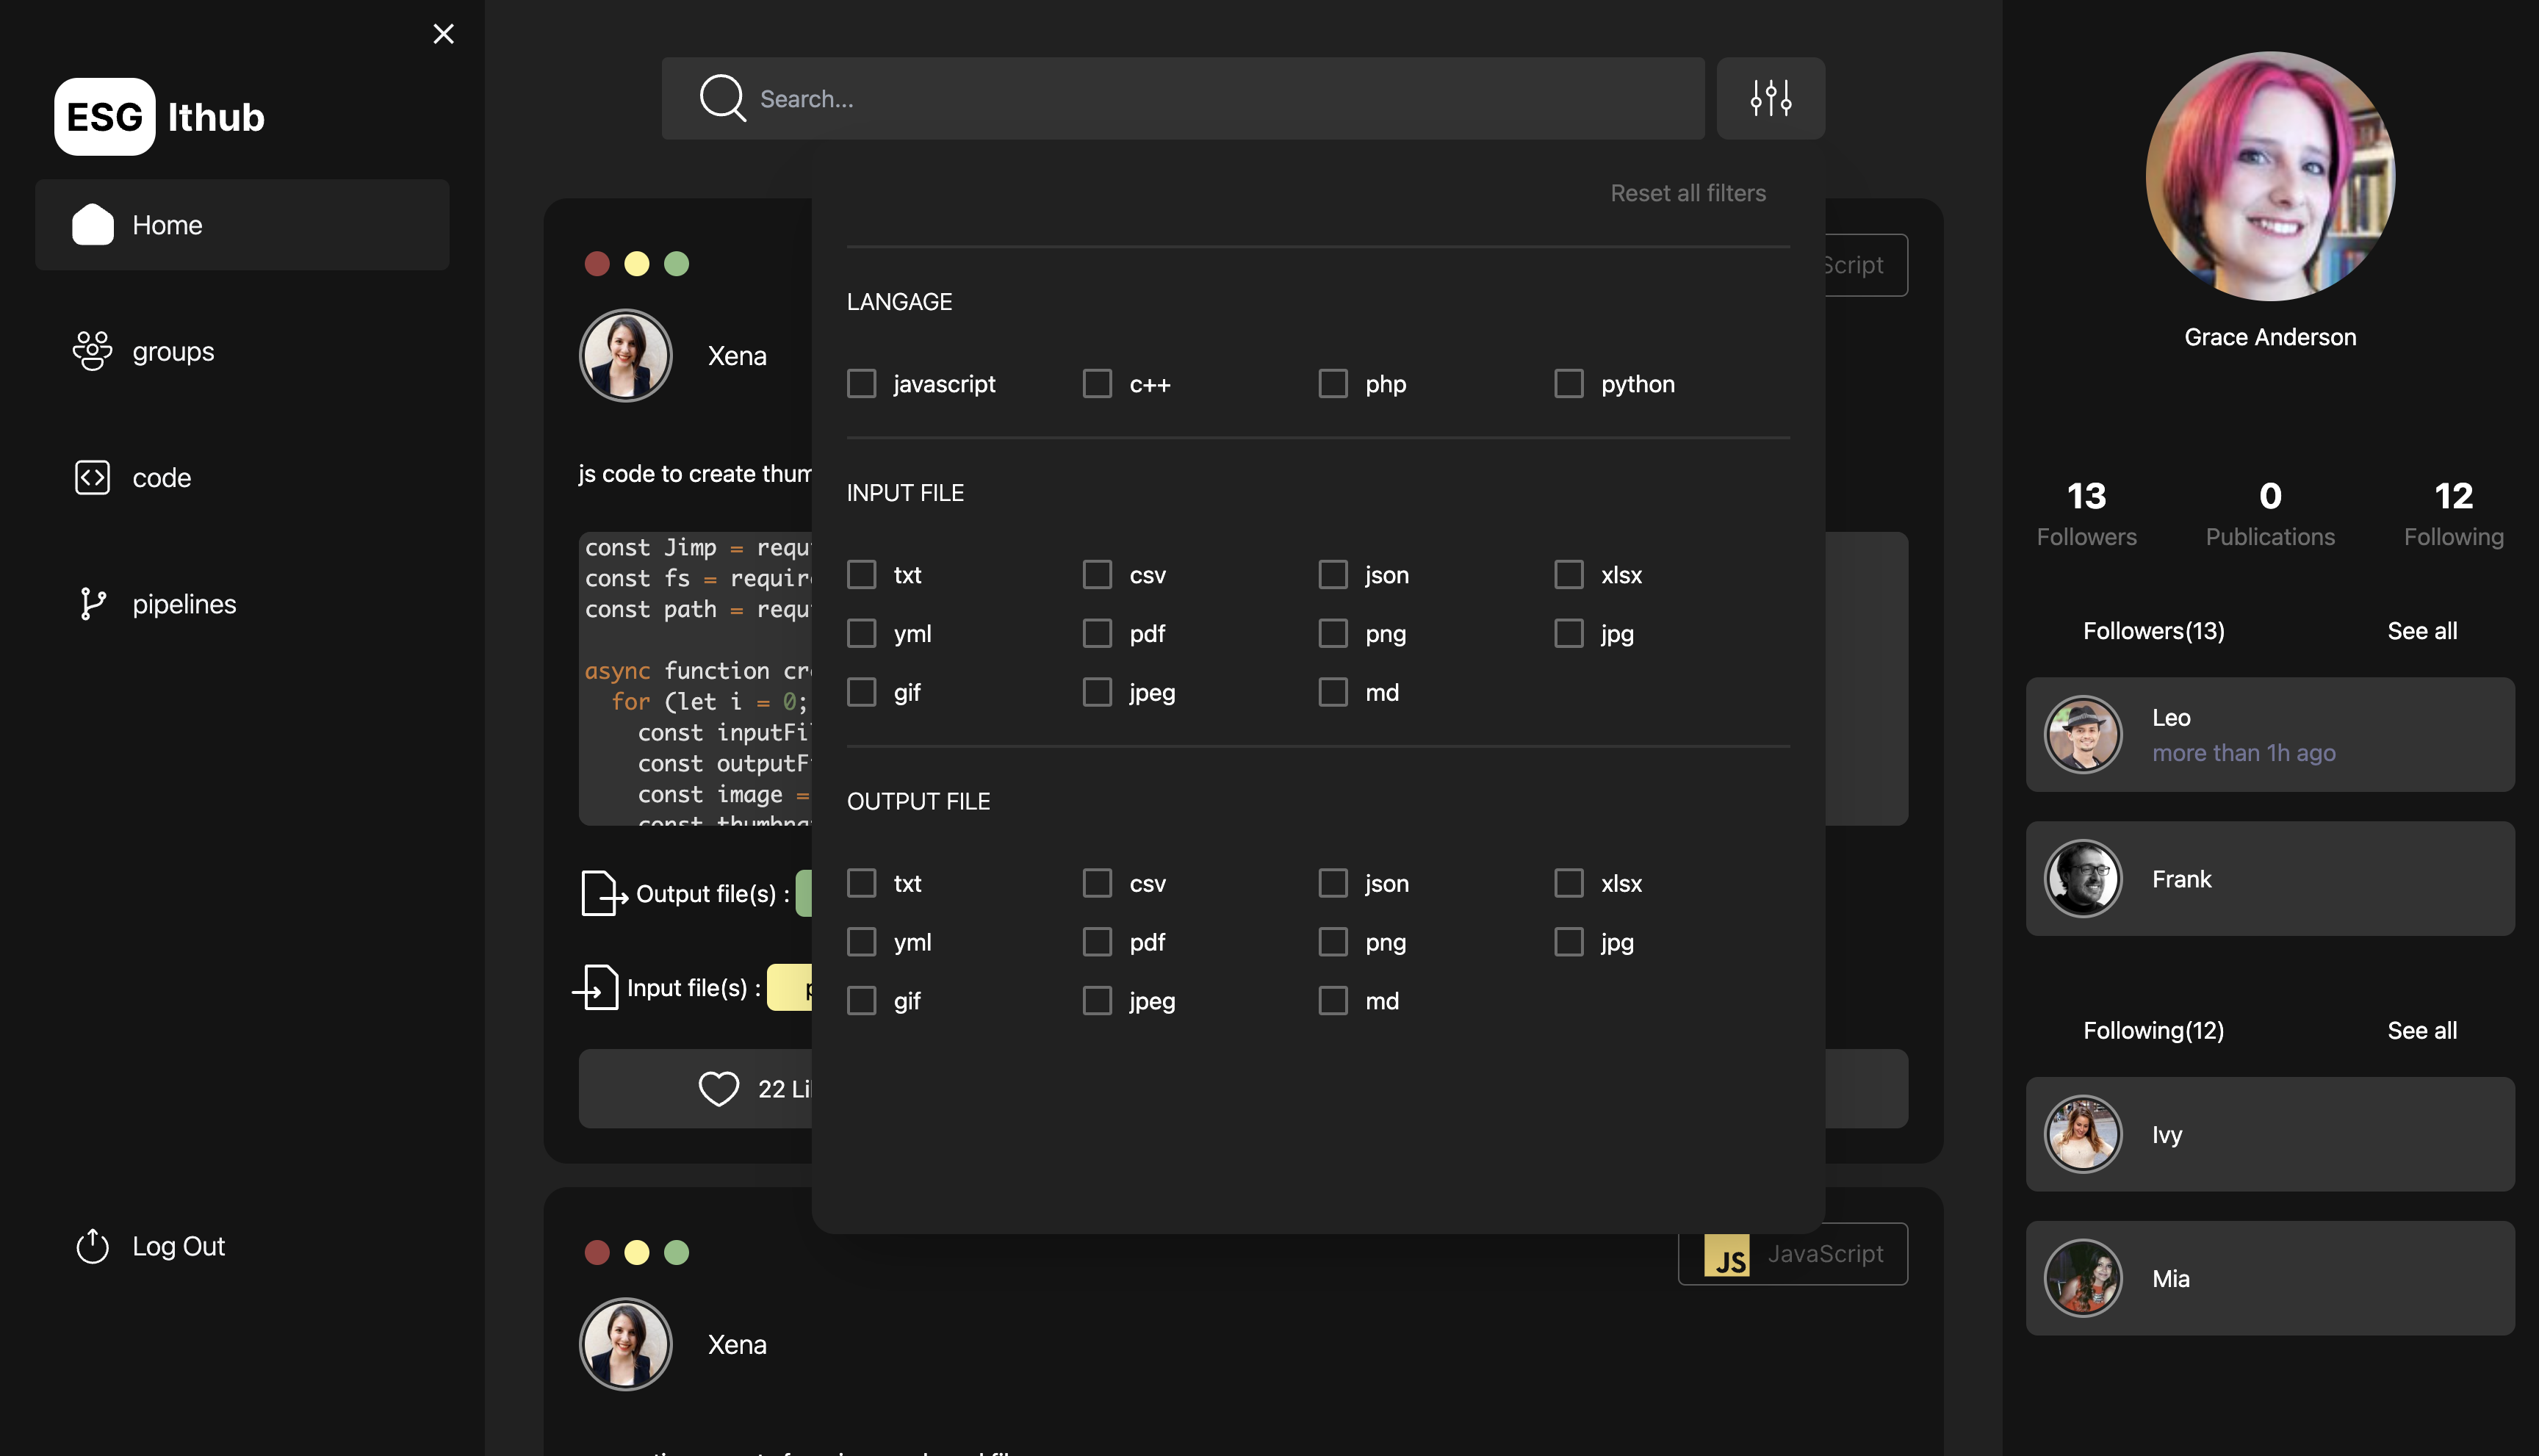 ESG Ithub
Home
groups
code
pipelines
Log Out
Search...
Reset all filters
LANGAGE
javascript c++ php python
INPUT FILE
txt csv json xlsx
yml pdf png jpg
gif jpeg md
OUTPUT FILE
txt csv json xlsx
yml pdf png jpg
gif jpeg md
Script
Xena
js code to create thum
const Jimp = requ
const fs = requir
const path = requ
async function cr
for (let i = 0;
const inputFi
const outputF
const image =
const thumbna
Output file(s) :
Input file(s) : p
22 Li
JS JavaScript
Xena
Grace Anderson
13 0 12
Followers Publications Following
Followers(13) See all
Leo
more than 1h ago
Frank
Following(12) See all
Ivy
Mia